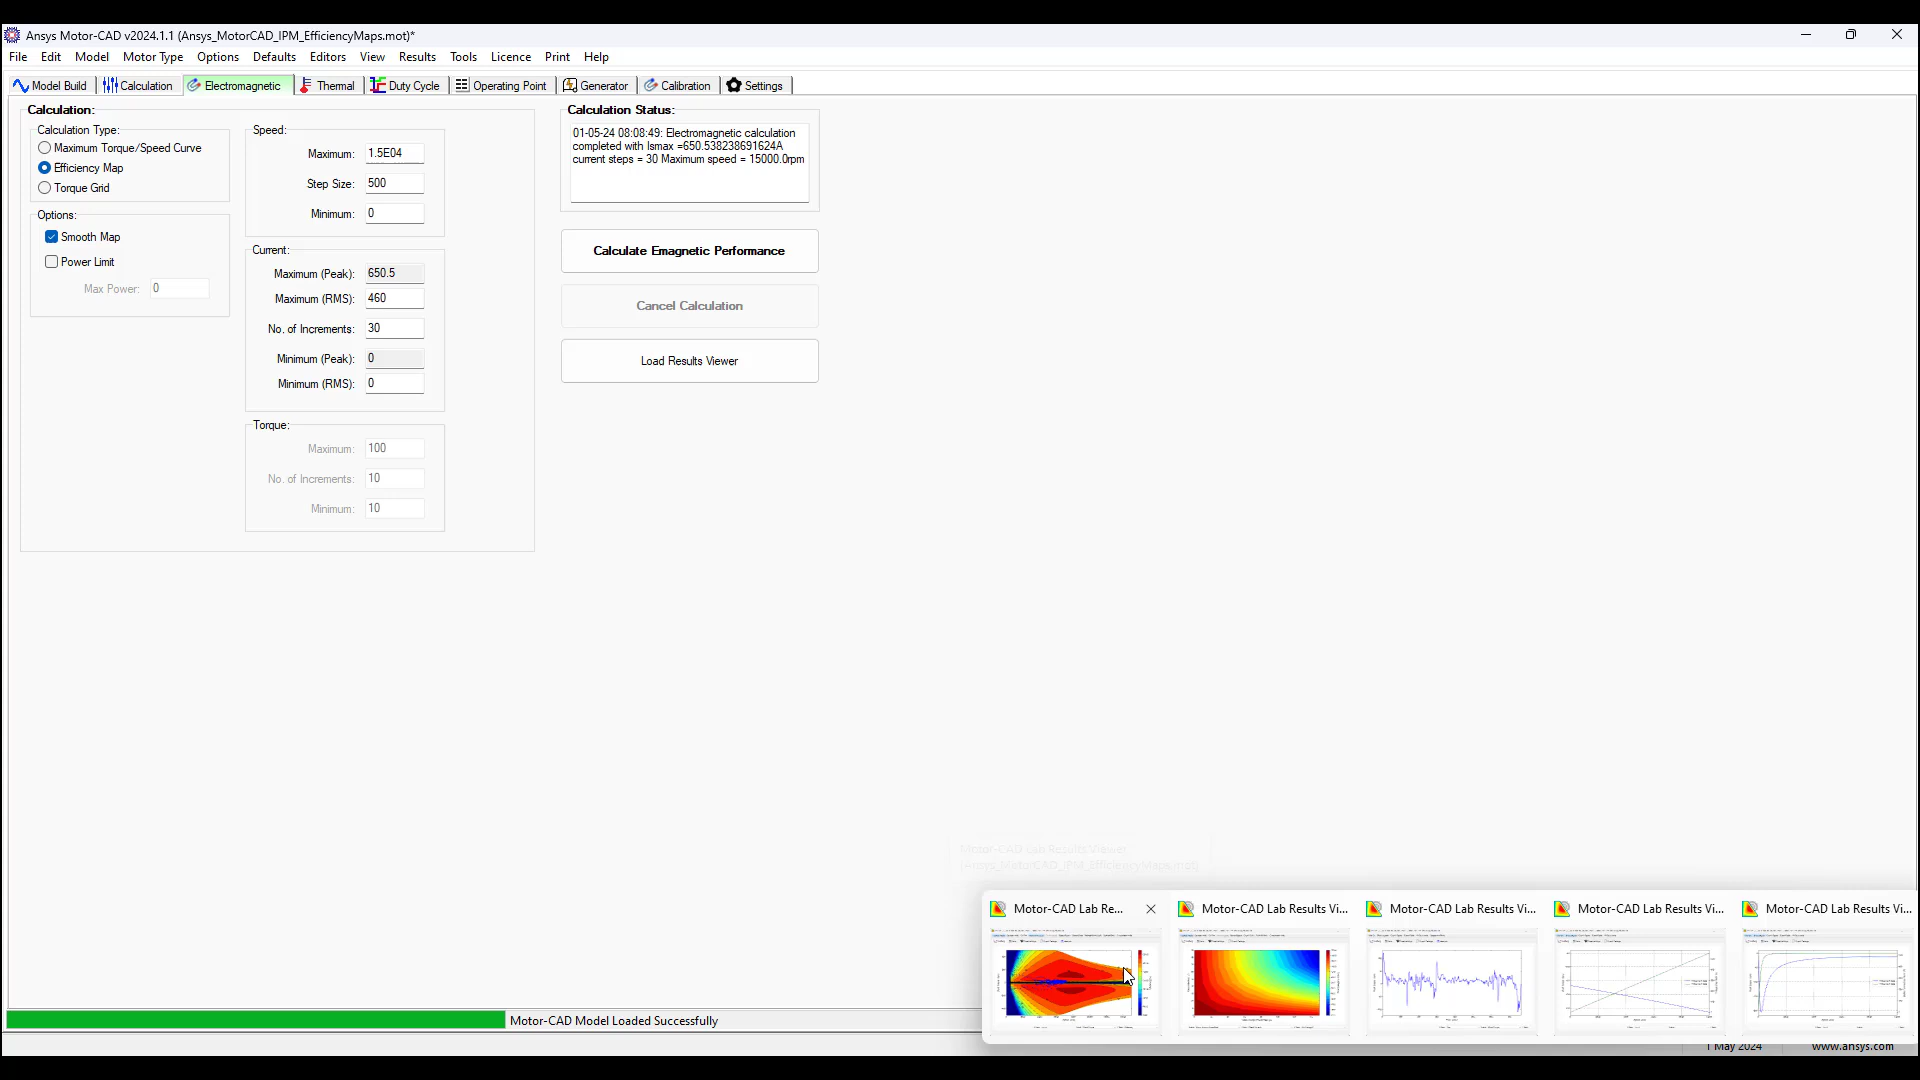 Ansys Motor-CAD v2024.1.1 (Ansys_MotorCAD_IPM_EfficiencyMaps.mot)*
File Edit Model Motor Type Options Defaults Editors View Results Tools Licence Print Help
Model Build Calculation Electromagnetic Thermal Duty Cycle Operating Point Generator Calibration Settings
Calculation:
Calculation Type:
Maximum Torque/Speed Curve
Efficiency Map
Torque Grid
Options:
Smooth Map
Power Limit
Max Power: 0
Speed:
Maximum: 1.5E04
Step Size: 500
Minimum: 0
Current:
Maximum (Peak): 650.5
Maximum (RMS): 460
No. of Increments: 30
Minimum (Peak): 0
Minimum (RMS): 0
Torque:
Maximum: 100
No. of Increments: 10
Minimum: 10
Calculation Status:
01-05-24 08:08:49: Electromagnetic calculation
completed with Ismax =650.538238691624A
current steps = 30 Maximum speed = 15000.0rpm
Calculate Emagnetic Performance
Cancel Calculation
Load Results Viewer
Motor-CAD Lab Results Viewer
(Ansys_MotorCAD_IPM_EfficiencyMaps.mot)
Motor-CAD Lab Re...
Motor-CAD Lab Results Vi...
Motor-CAD Lab Results Vi...
Motor-CAD Lab Results Vi...
Motor-CAD Lab Results Vi...
Motor-CAD Model Loaded Successfully
1 May 2024
www.ansys.com